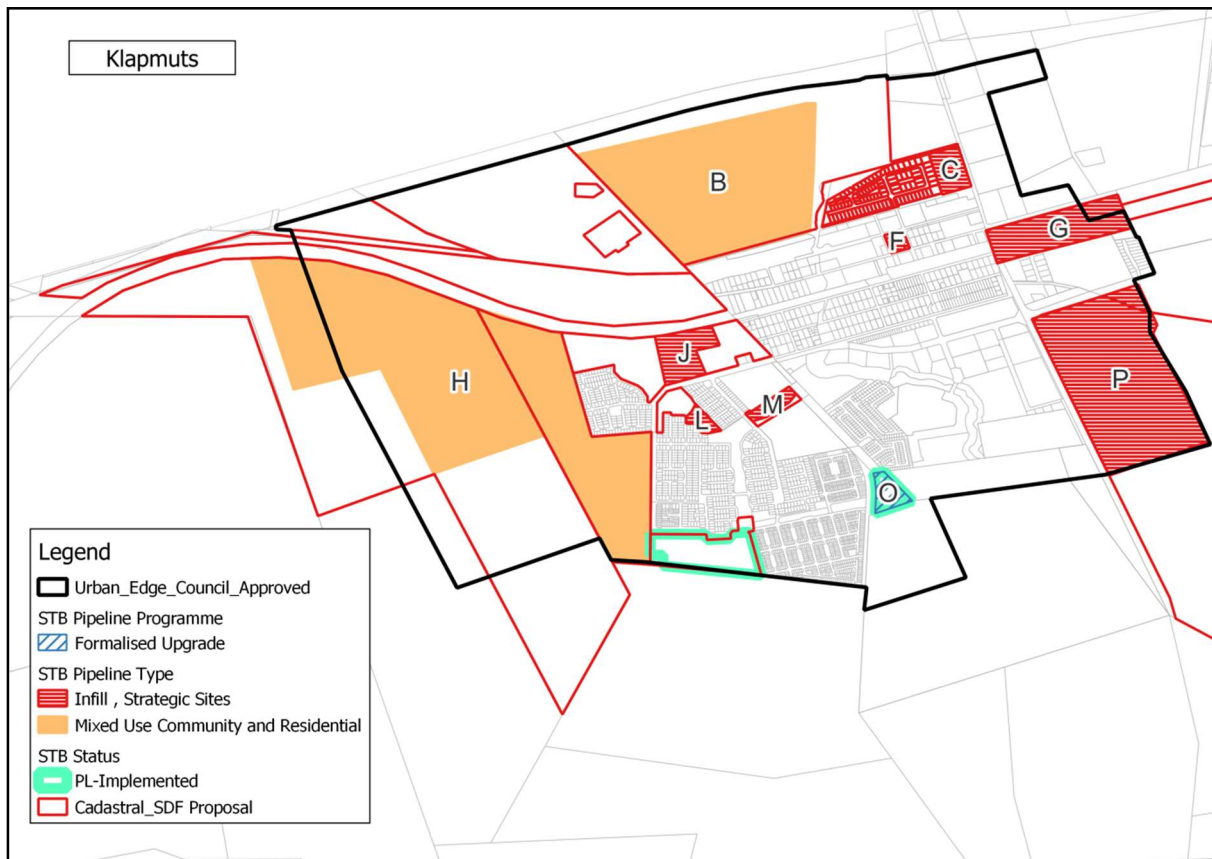 Klapmuts
B
C
F
G
H
J
L
M
O
P
Legend
Urban_Edge_Council_Approved
STB Pipeline Programme
Formalised Upgrade
STB Pipeline Type
Infill , Strategic Sites
Mixed Use Community and Residential
STB Status
PL-Implemented
Cadastral_SDF Proposal